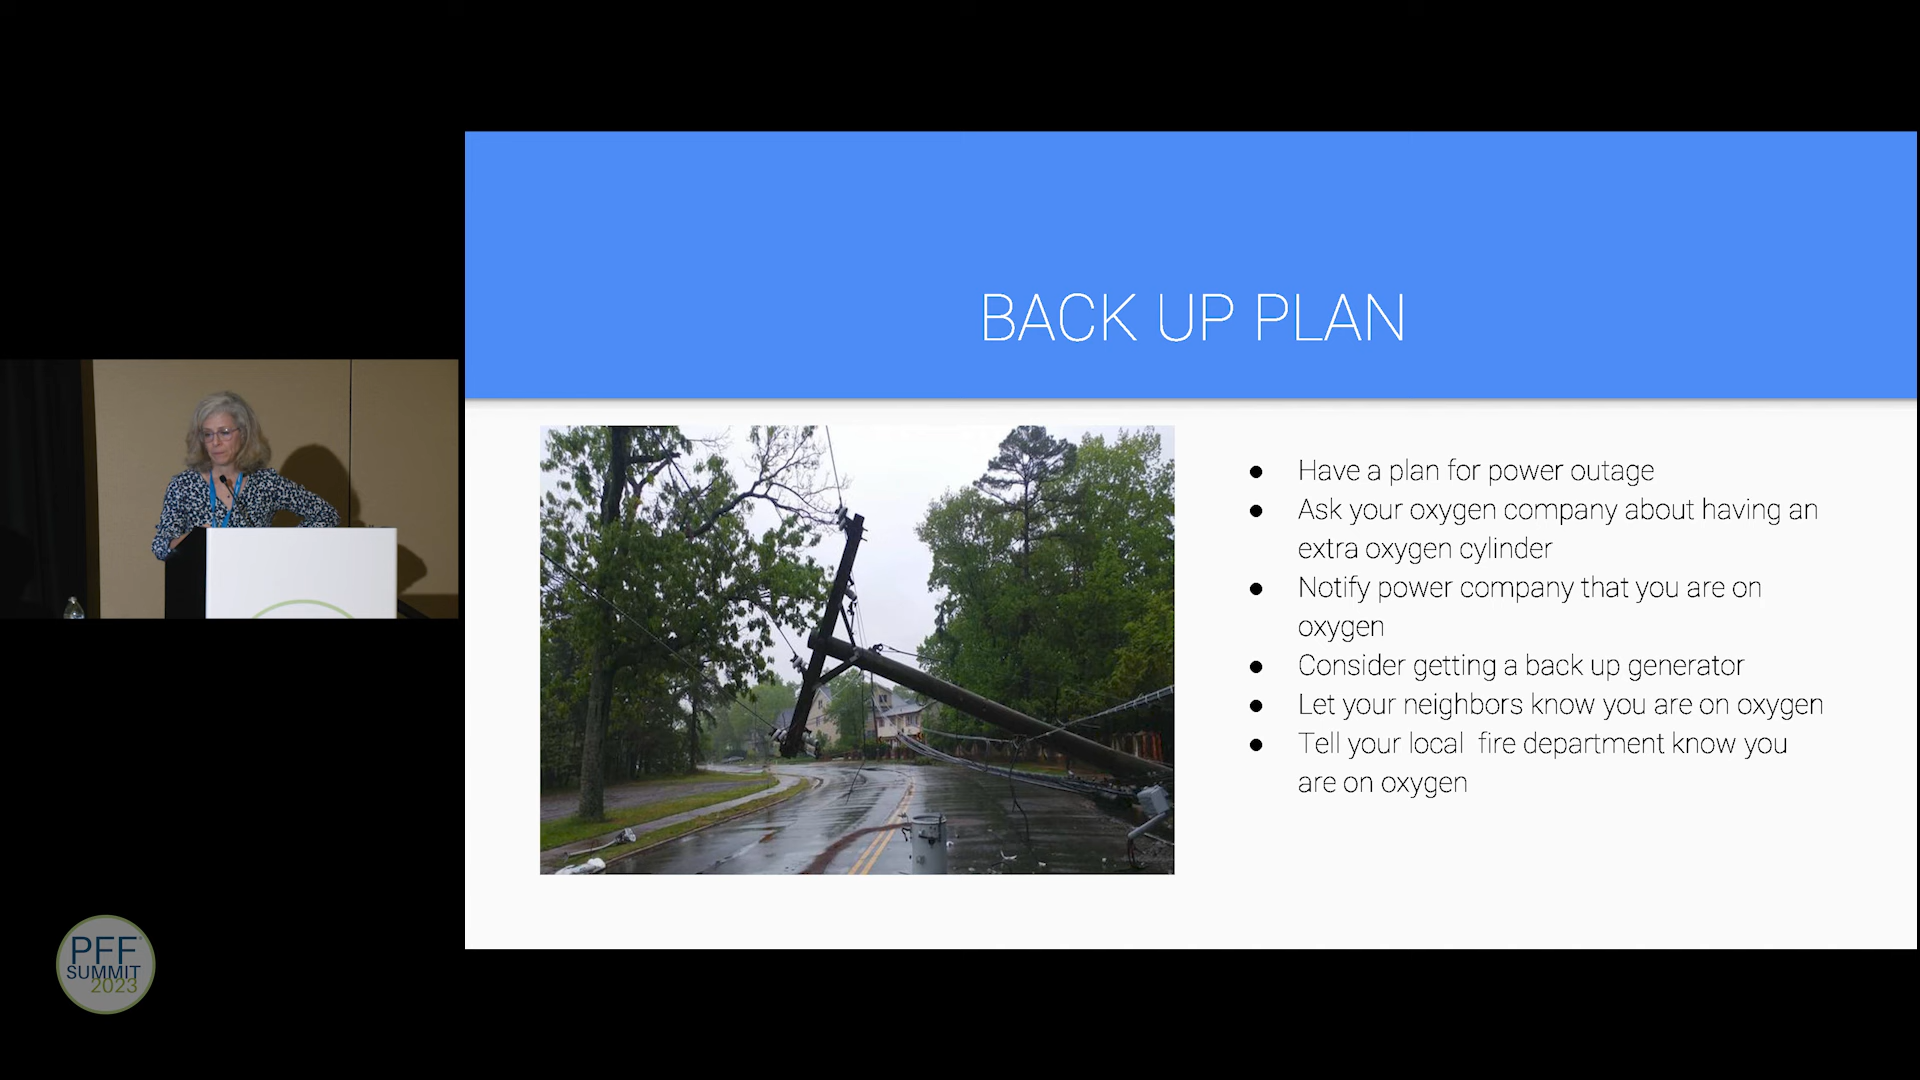 BACK UP PLAN
● Have a plan for power outage
● Ask your oxygen company about having an
extra oxygen cylinder
● Notify power company that you are on
oxygen
● Consider getting a back up generator
● Let your neighbors know you are on oxygen
● Tell your local  fire department know you
are on oxygen
PFF
SUMMIT
2023